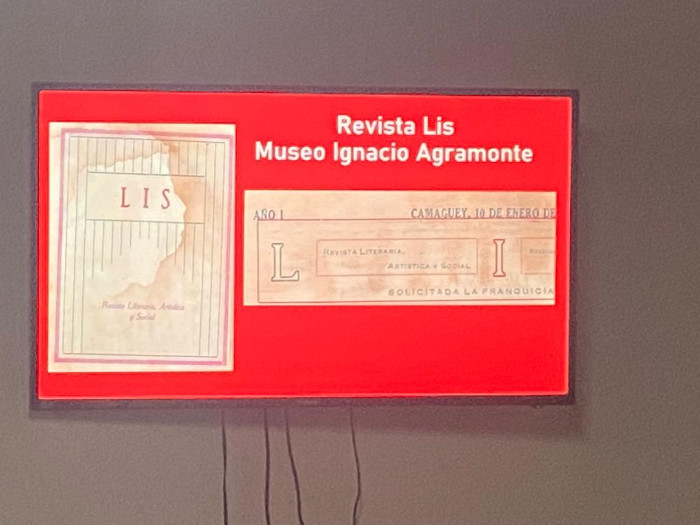 Revista Lis
Museo Ignacio Agramonte
LIS
Revista Literaria, Artística
y Social
AÑO I
CAMAGUEY, 10 DE ENERO DE
L
REVISTA LITERARIA,
ARTISTICA Y SOCIAL
I
SOLICITADA LA FRANQUICIA